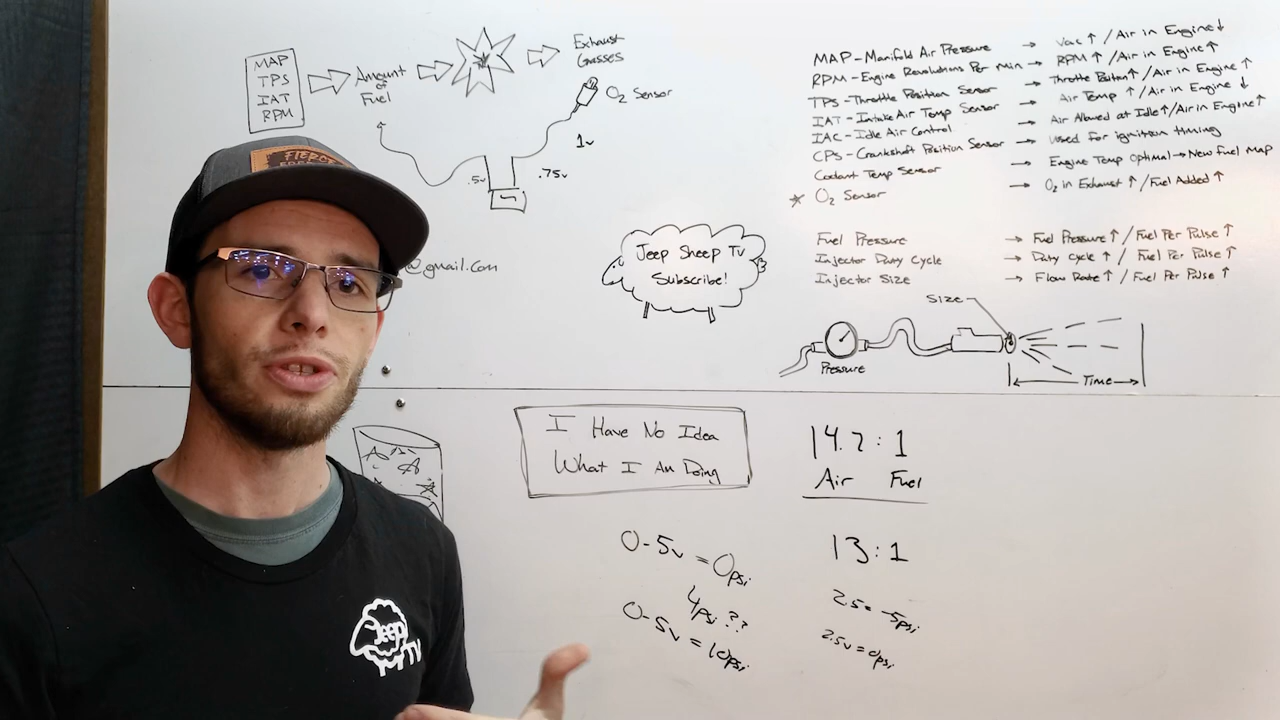 MAP
TPS
IAT
RPM
Amount
of
Fuel
Exhaust
Gasses
O2 Sensor
1v
.5v
.75v
@gmail.com
Jeep Sheep Tv
Subscribe!
MAP - Manifold Air Pressure → Vac ↑ / Air in Engine ↓
RPM - Engine Revolutions Per Min → RPM ↑ / Air in Engine ↑
TPS - Throttle Position Sensor → Throttle Position ↑ / Air in Engine ↑
IAT - Intake Air Temp Sensor → Air Temp ↑ / Air in Engine ↓
IAC - Idle Air Control → Air Allowed at Idle ↑ / Air in Engine ↑
CPS - Crankshaft Position Sensor → Used for ignition timing
Coolant Temp Sensor → Engine Temp Optimal → New Fuel Map
* O2 Sensor → O2 in Exhaust ↑ / Fuel Added ↑
Fuel Pressure → Fuel Pressure ↑ / Fuel Per Pulse ↑
Injector Duty Cycle → Duty Cycle ↑ / Fuel Per Pulse ↑
Injector Size → Flow Rate ↑ / Fuel Per Pulse ↑
Size
Pressure
Time
I Have No Idea
What I Am Doing
14.7 : 1
Air Fuel
13 : 1
0-5v = 0psi
4psi ??
0-5v = 10psi
2.5 = -5psi
2.5v = 0psi
FIERCE
Jeep
TV